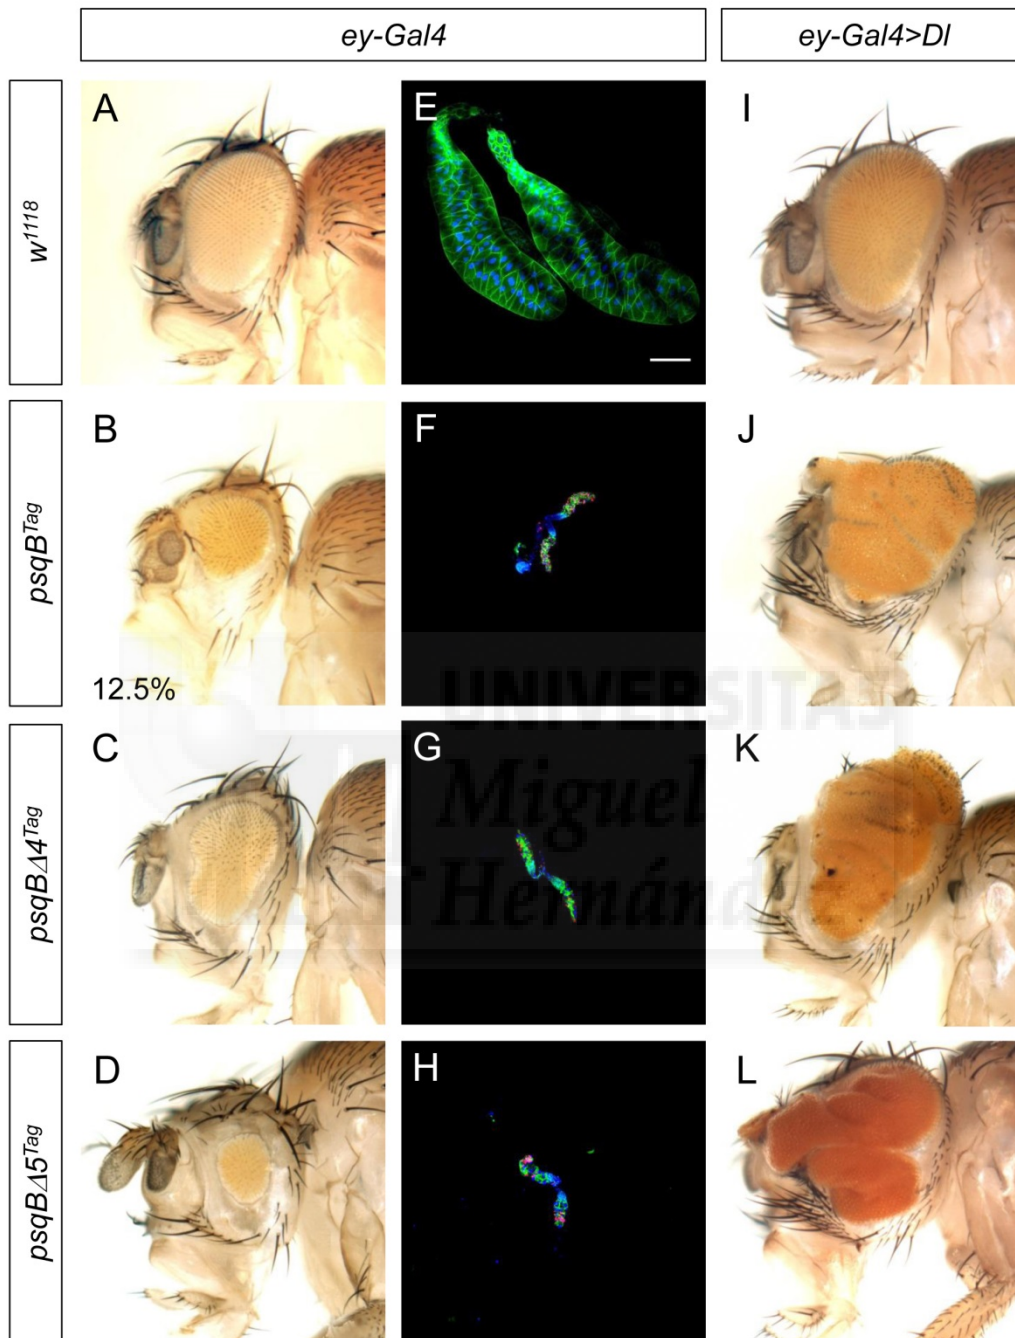 ey-Gal4
ey-Gal4>Dl
w1118
A
E
I
psqBTag
B
F
J
12.5%
UNIVERSITAS
psqBΔ4Tag
C
G
K
Miguel
Hernández
psqBΔ5Tag
D
H
L